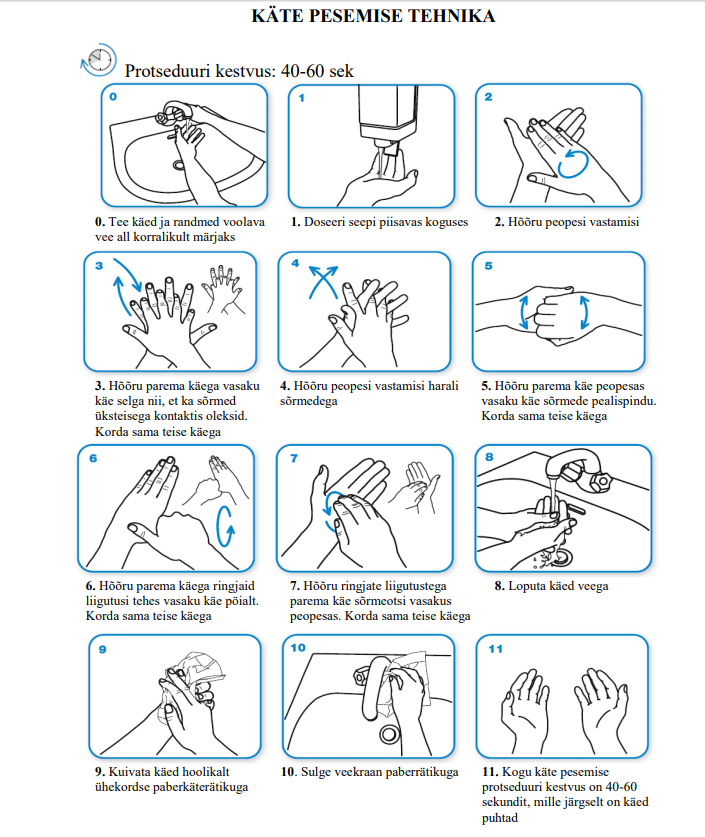 KÄTE PESEMISE TEHNIKA
Protseduuri kestvus: 40-60 sek
0
1
2
0. Tee käed ja randmed voolava
vee all korralikult märjaks
1. Doseeri seepi piisavas koguses
2. Hõõru peopesi vastamisi
3
4
5
3. Hõõru parema käega vasaku
käe selga nii, et ka sõrmed
üksteisega kontaktis oleksid.
Korda sama teise käega
4. Hõõru peopesi vastamisi harali
sõrmedega
5. Hõõru parema käe peopesas
vasaku käe sõrmede pealispindu.
Korda sama teise käega
6
7
8
6. Hõõru parema käega ringjaid
liigutusi tehes vasaku käe pöialt.
Korda sama teise käega
7. Hõõru ringjate liigutustega
parema käe sõrmeotsi vasakus
peopesas. Korda sama teise käega
8. Loputa käed veega
9
10
11
9. Kuivata käed hoolikalt
ühekordse paberkäterätikuga
10. Sulge veekraan paberrätikuga
11. Kogu käte pesemise
protseduuri kestvus on 40-60
sekundit, mille järgselt on käed
puhtad